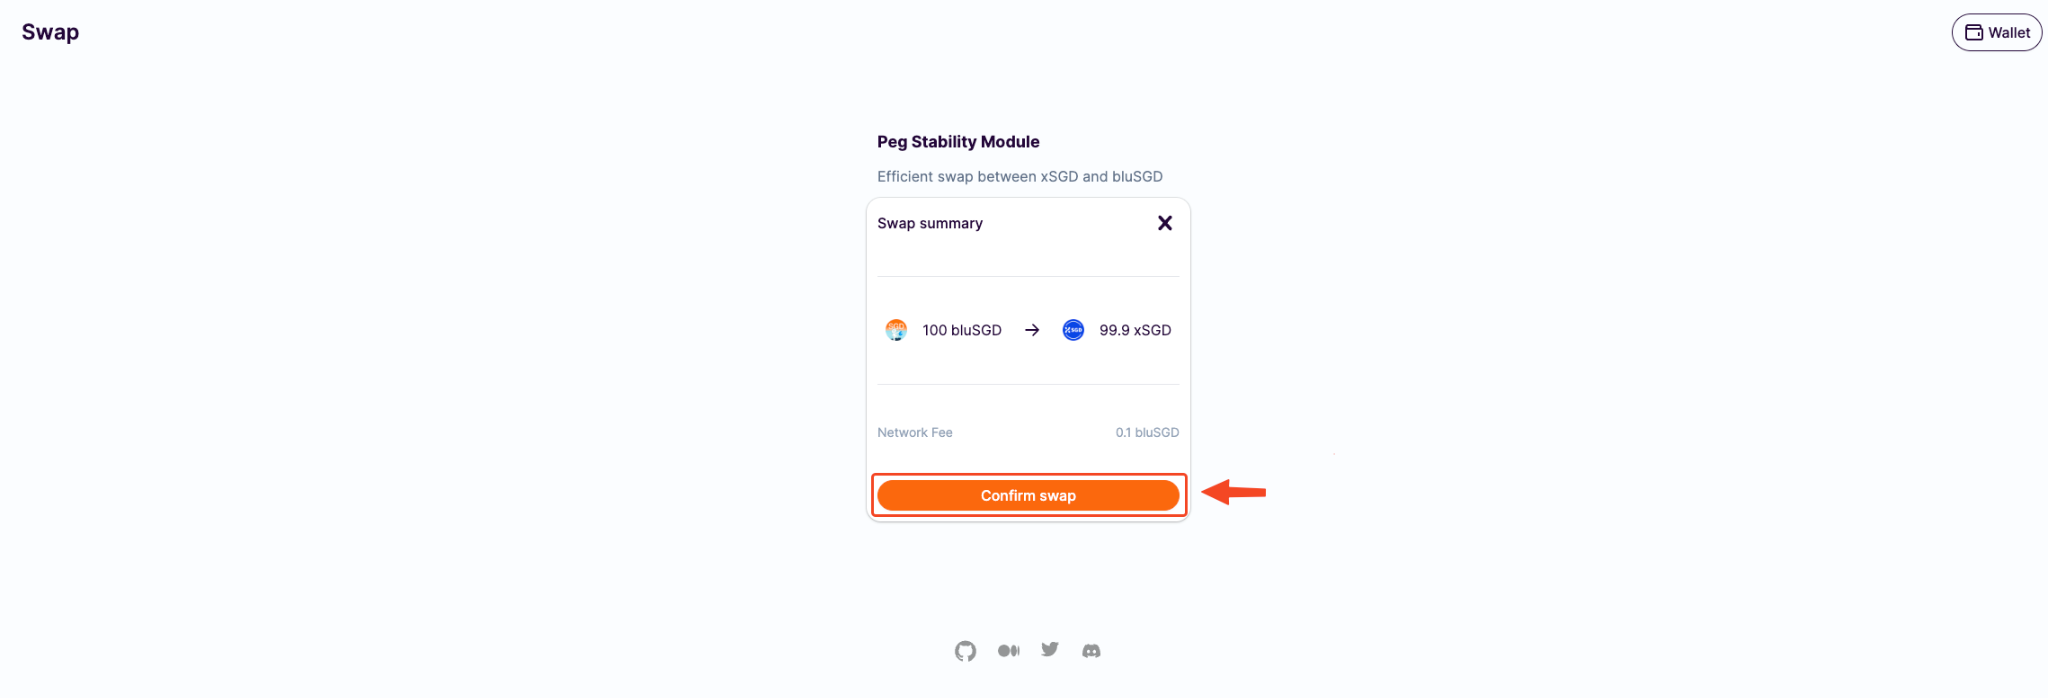 Swap
Wallet
Peg Stability Module
Efficient swap between xSGD and bluSGD
Swap summary
100 bluSGD → 99.9 xSGD
Network Fee 0.1 bluSGD
Confirm swap